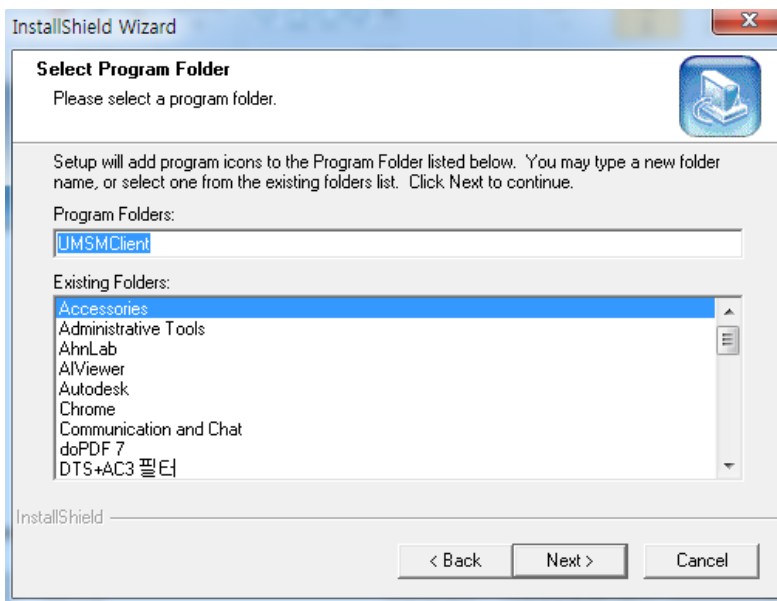 InstallShield Wizard
Select Program Folder
Please select a program folder.
Setup will add program icons to the Program Folder listed below. You may type a new folder
name, or select one from the existing folders list. Click Next to continue.
Program Folders:
UMSMClient
Existing Folders:
Accessories
Administrative Tools
AhnLab
AlViewer
Autodesk
Chrome
Communication and Chat
doPDF 7
DTS+AC3 필터
InstallShield
< Back
Next >
Cancel